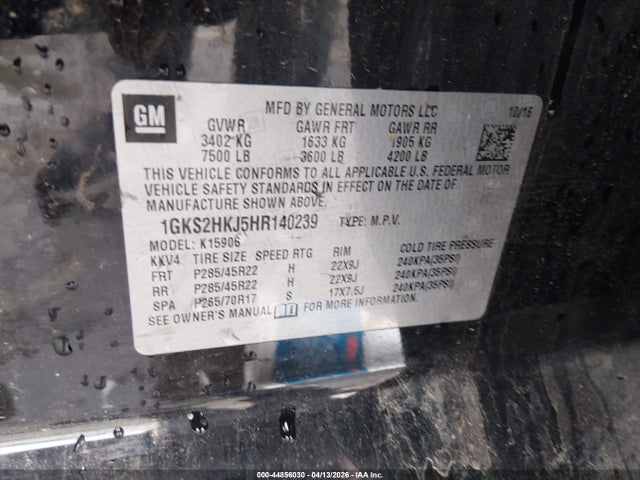 GM
MFD BY GENERAL MOTORS LLC 10/16
GVWR GAWR FRT GAWR RR
3402 KG 1633 KG 1905 KG
7500 LB 3600 LB 4200 LB
THIS VEHICLE CONFORMS TO ALL APPLICABLE U.S. FEDERAL MOTOR
VEHICLE SAFETY STANDARDS IN EFFECT ON THE DATE OF
MANUFACTURE SHOWN ABOVE.
1GKS2HKJ5HR140239 TYPE: M.P.V.
MODEL: K15906
KKV4 TIRE SIZE SPEED RTG RIM COLD TIRE PRESSURE
FRT P285/45R22 H 22X9J 240KPA(35PSI)
RR P285/45R22 H 22X9J 240KPA(35PSI)
SPA P265/70R17 S 17X7.5J 240KPA(35PSI)
SEE OWNER'S MANUAL FOR MORE INFORMATION.
000-44856030 - 04/13/2026 - IAA Inc.